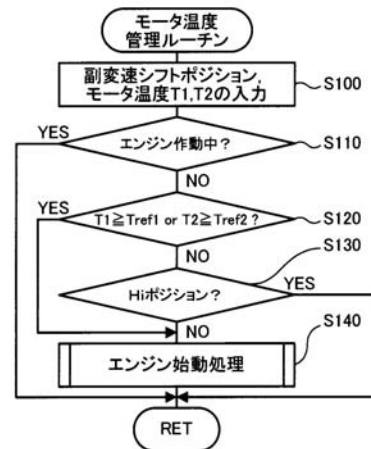 モータ温度
管理ルーチン
副変速シフトポジション,
モータ温度T1,T2の入力
S100
YES
エンジン作動中?
S110
NO
YES
T1≧Tref1 or T2≧Tref2?
S120
NO
S130
Hiポジション?
YES
NO
S140
エンジン始動処理
RET